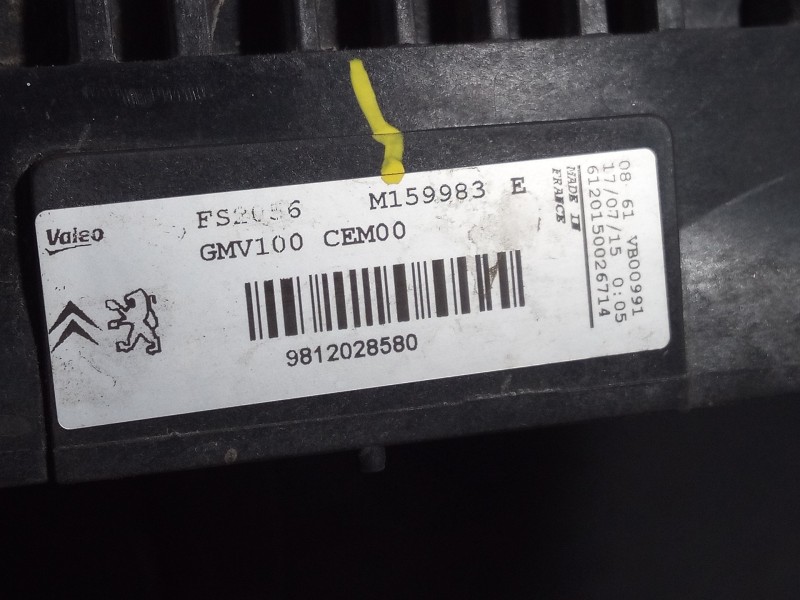 Valeo
FS2056 M159983 E
GMV100 CEM00
9812028580
MADE IN
FRANCE
08.61 VB00991
17/07/15 0:05
6120150026714